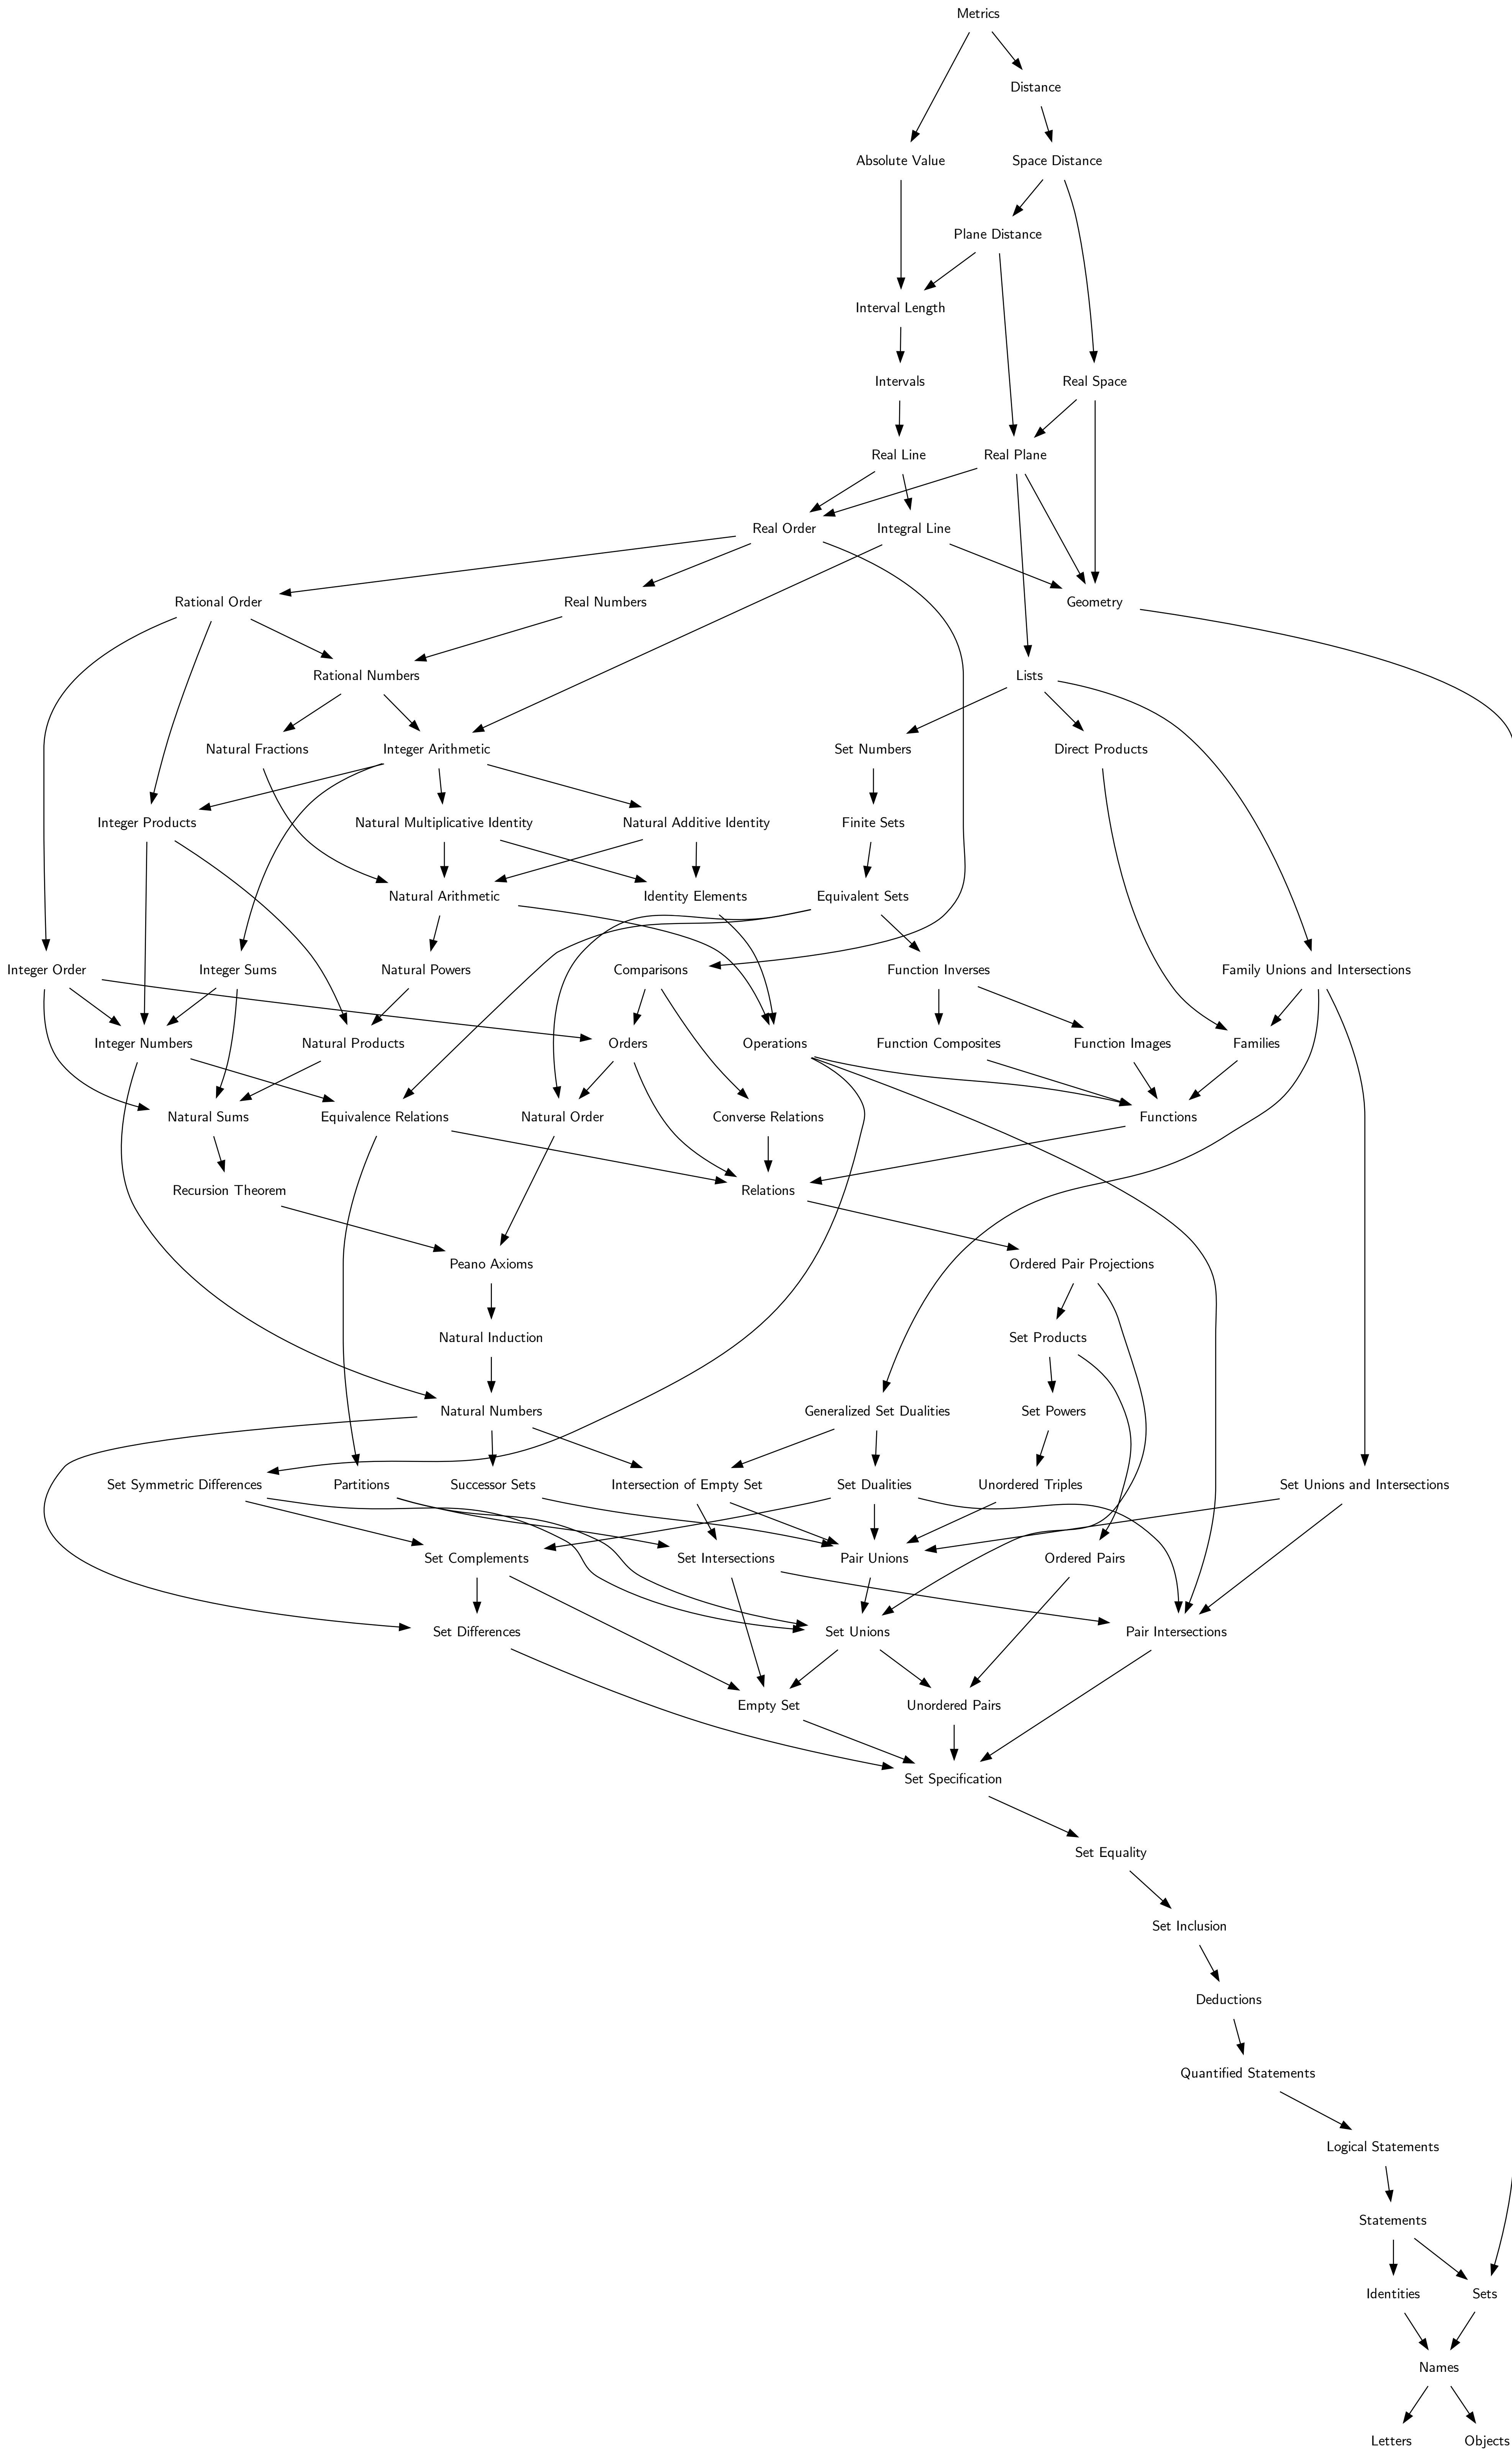 Metrics
Distance
Absolute Value
Space Distance
Plane Distance
Interval Length
Intervals
Real Space
Real Line
Real Plane
Real Order
Integral Line
Rational Order
Real Numbers
Geometry
Rational Numbers
Lists
Natural Fractions
Integer Arithmetic
Set Numbers
Direct Products
Integer Products
Natural Multiplicative Identity
Natural Additive Identity
Finite Sets
Natural Arithmetic
Identity Elements
Equivalent Sets
Integer Order
Integer Sums
Natural Powers
Comparisons
Function Inverses
Family Unions and Intersections
Integer Numbers
Natural Products
Orders
Operations
Function Composites
Function Images
Families
Natural Sums
Equivalence Relations
Natural Order
Converse Relations
Functions
Recursion Theorem
Relations
Peano Axioms
Ordered Pair Projections
Natural Induction
Set Products
Natural Numbers
Generalized Set Dualities
Set Powers
Set Symmetric Differences
Partitions
Successor Sets
Intersection of Empty Set
Set Dualities
Unordered Triples
Set Unions and Intersections
Set Complements
Set Intersections
Pair Unions
Ordered Pairs
Set Differences
Set Unions
Pair Intersections
Empty Set
Unordered Pairs
Set Specification
Set Equality
Set Inclusion
Deductions
Quantified Statements
Logical Statements
Statements
Identities
Sets
Names
Letters
Objects